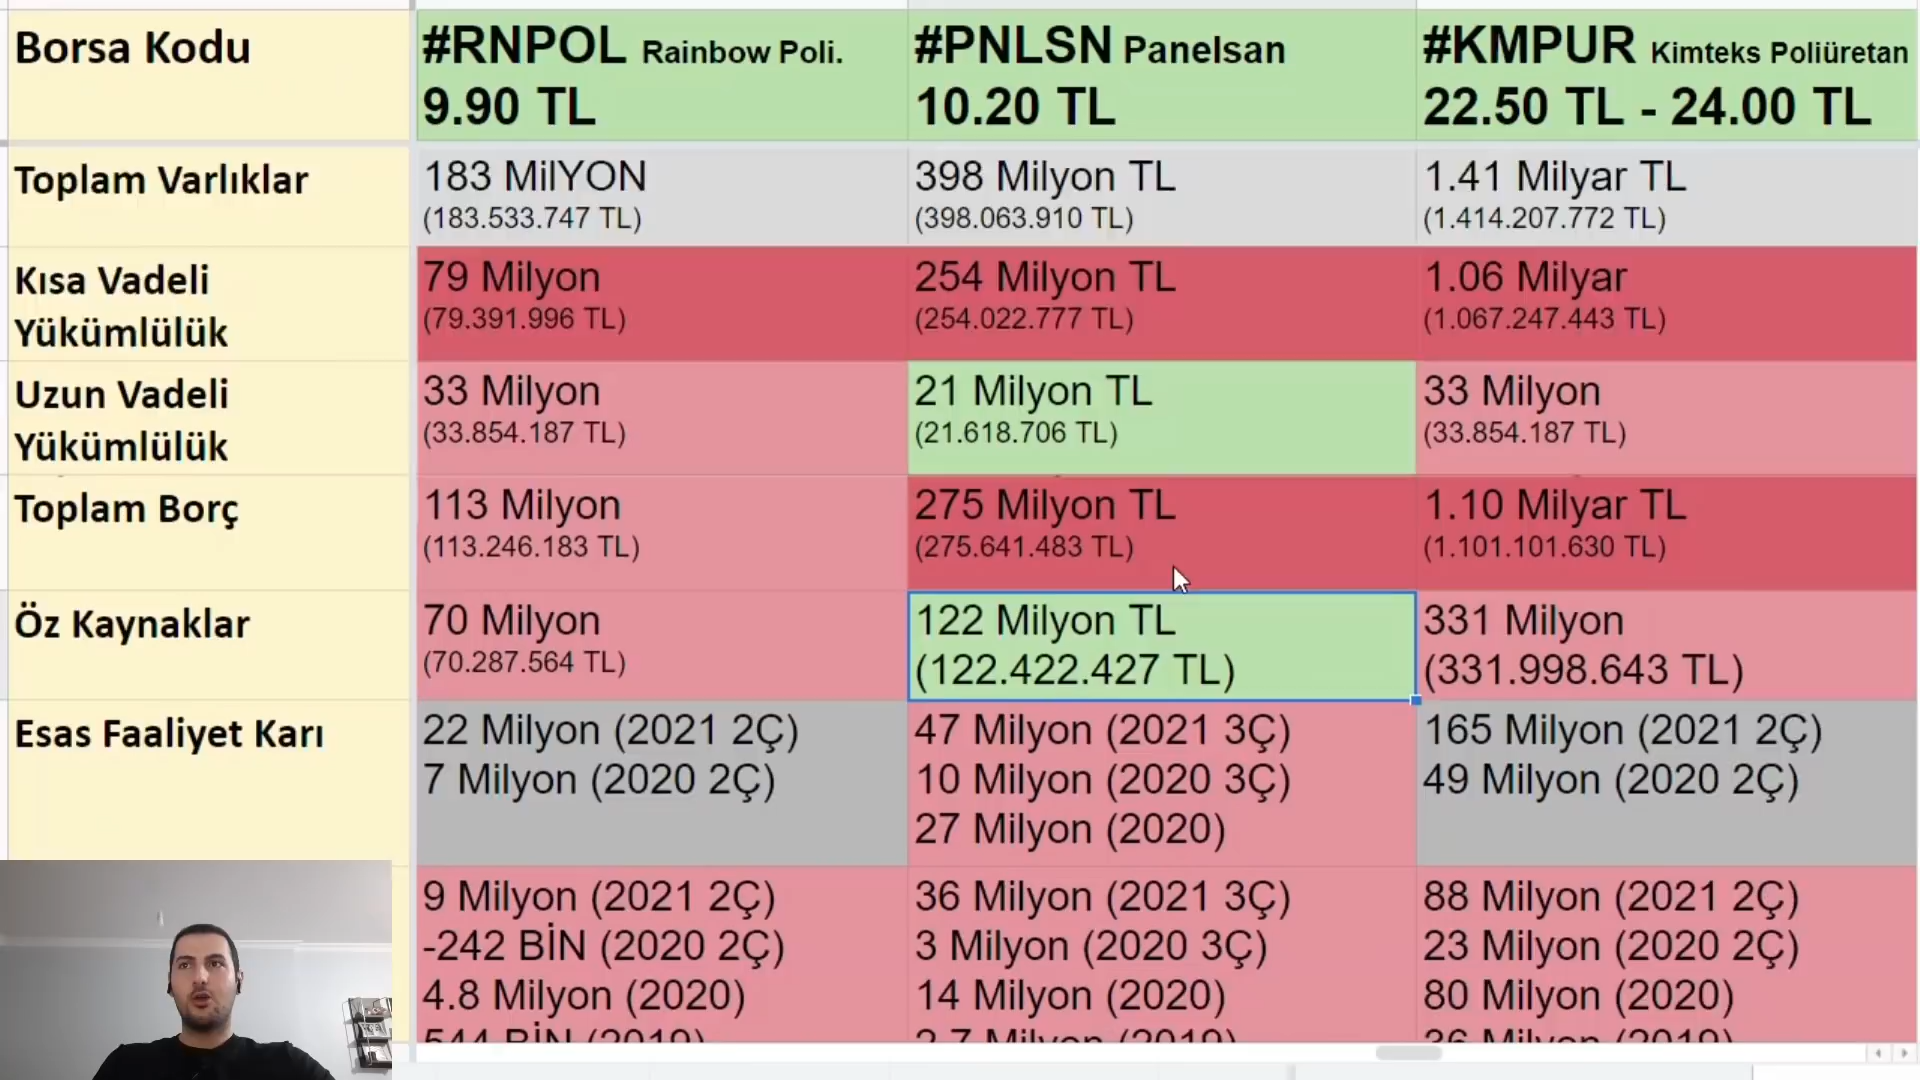 Borsa Kodu
#RNPOL Rainbow Poli.
9.90 TL
#PNLSN Panelsan
10.20 TL
#KMPUR Kimteks Poliüretan
22.50 TL - 24.00 TL
Toplam Varlıklar
183 MilYON
(183.533.747 TL)
398 Milyon TL
(398.063.910 TL)
1.41 Milyar TL
(1.414.207.772 TL)
Kısa Vadeli
Yükümlülük
79 Milyon
(79.391.996 TL)
254 Milyon TL
(254.022.777 TL)
1.06 Milyar
(1.067.247.443 TL)
Uzun Vadeli
Yükümlülük
33 Milyon
(33.854.187 TL)
21 Milyon TL
(21.618.706 TL)
33 Milyon
(33.854.187 TL)
Toplam Borç
113 Milyon
(113.246.183 TL)
275 Milyon TL
(275.641.483 TL)
1.10 Milyar TL
(1.101.101.630 TL)
Öz Kaynaklar
70 Milyon
(70.287.564 TL)
122 Milyon TL
(122.422.427 TL)
331 Milyon
(331.998.643 TL)
Esas Faaliyet Karı
22 Milyon (2021 2Ç)
7 Milyon (2020 2Ç)
47 Milyon (2021 3Ç)
10 Milyon (2020 3Ç)
27 Milyon (2020)
165 Milyon (2021 2Ç)
49 Milyon (2020 2Ç)
9 Milyon (2021 2Ç)
-242 BİN (2020 2Ç)
4.8 Milyon (2020)
544 BİN (2019)
36 Milyon (2021 3Ç)
3 Milyon (2020 3Ç)
14 Milyon (2020)
2.7 Milyon (2019)
88 Milyon (2021 2Ç)
23 Milyon (2020 2Ç)
80 Milyon (2020)
36 Milyon (2019)